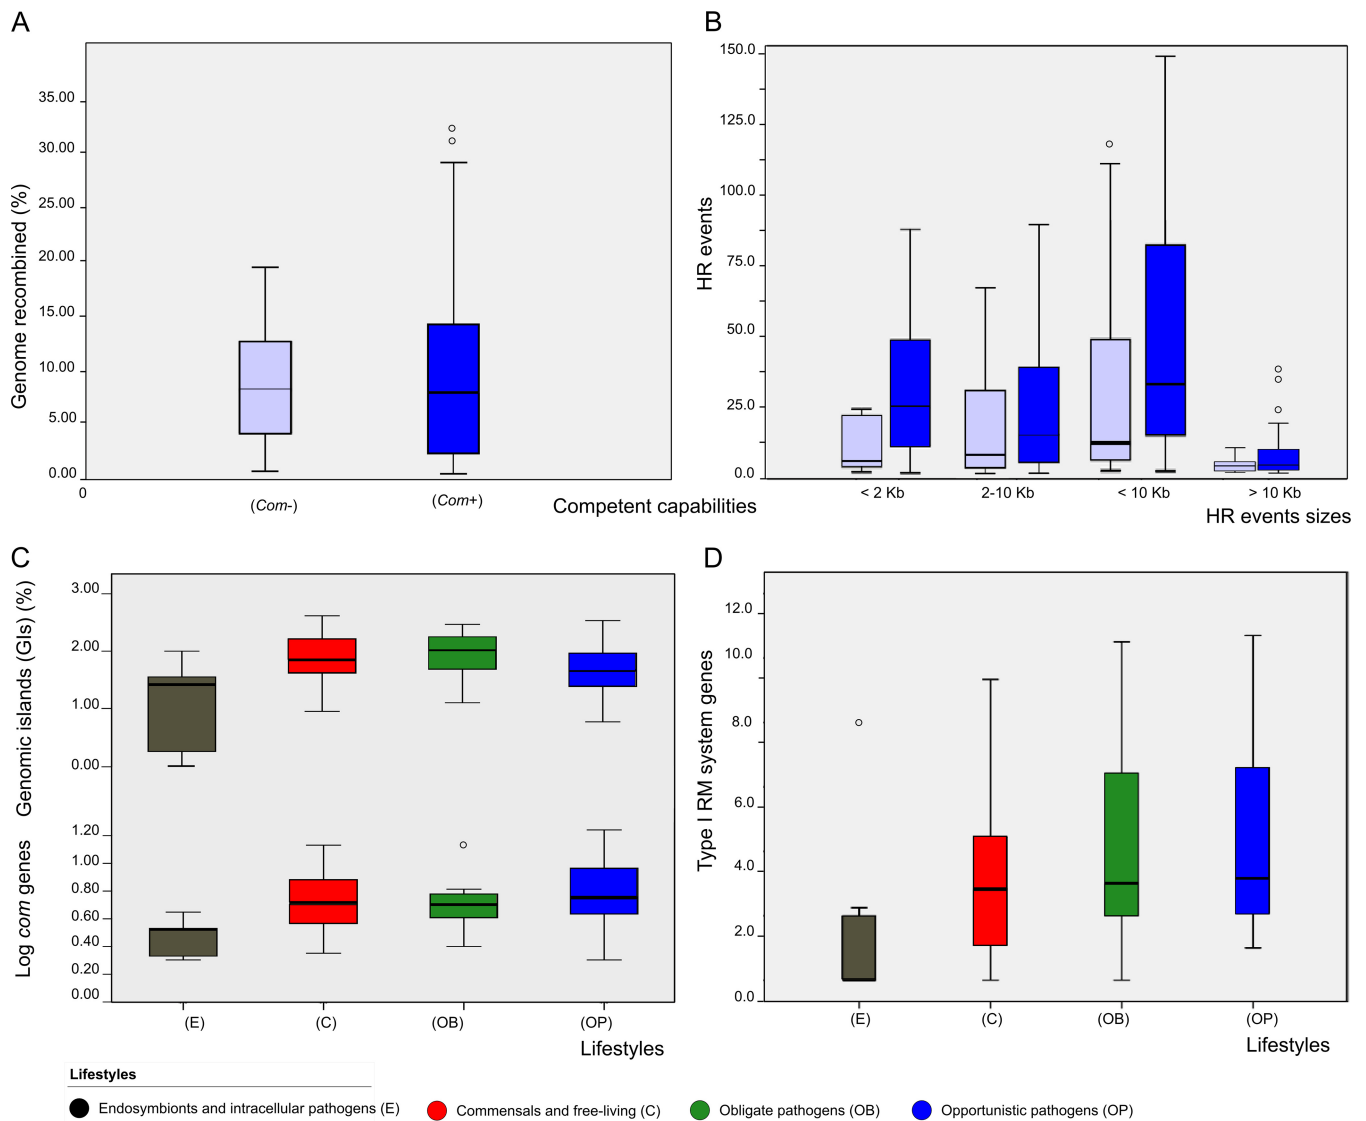 A
Genome recombined (%)
35.00
30.00
25.00
20.00
15.00
10.00
5.00
0.00
0
(Com-)
(Com+)
Competent capabilities
B
HR events
150.0
125.0
100.0
75.0
50.0
25.0
0.0
< 2 Kb
2-10 Kb
< 10 Kb
> 10 Kb
HR events sizes
C
Genomic islands (GIs) (%)
3.00
2.00
1.00
0.00
Log com genes
1.20
1.00
0.80
0.60
0.40
0.20
0.00
(E)
(C)
(OB)
(OP)
Lifestyles
D
Type I RM system genes
12.0
10.0
8.0
6.0
4.0
2.0
0.0
(E)
(C)
(OB)
(OP)
Lifestyles
Lifestyles
Endosymbionts and intracellular pathogens (E)
Commensals and free-living (C)
Obligate pathogens (OB)
Opportunistic pathogens (OP)